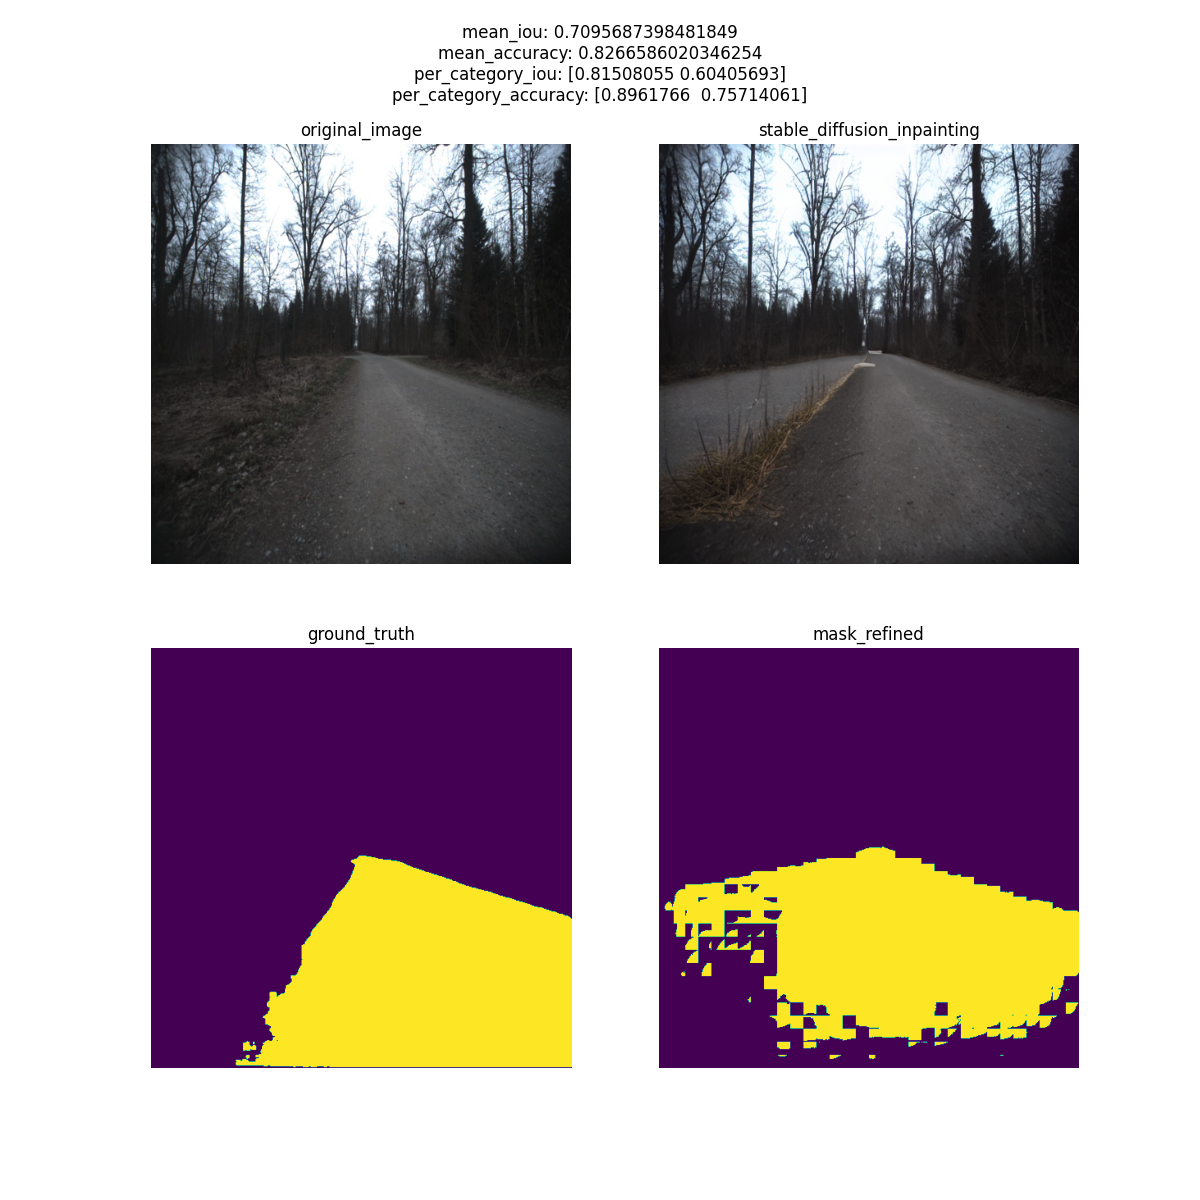 mean_iou: 0.7095687398481849
mean_accuracy: 0.8266586020346254
per_category_iou: [0.81508055 0.60405693]
per_category_accuracy: [0.8961766  0.75714061]
original_image
stable_diffusion_inpainting
ground_truth
mask_refined